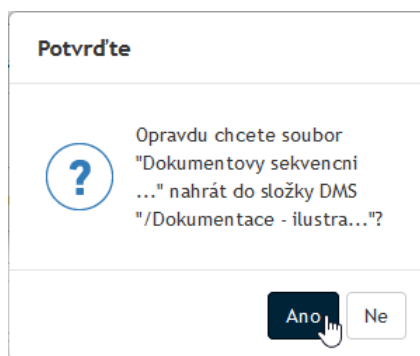 Potvrďte
Opravdu chcete soubor
"Dokumentovy sekvencni
..." nahrát do složky DMS
"/Dokumentace - ilustra..."?
Ano
Ne